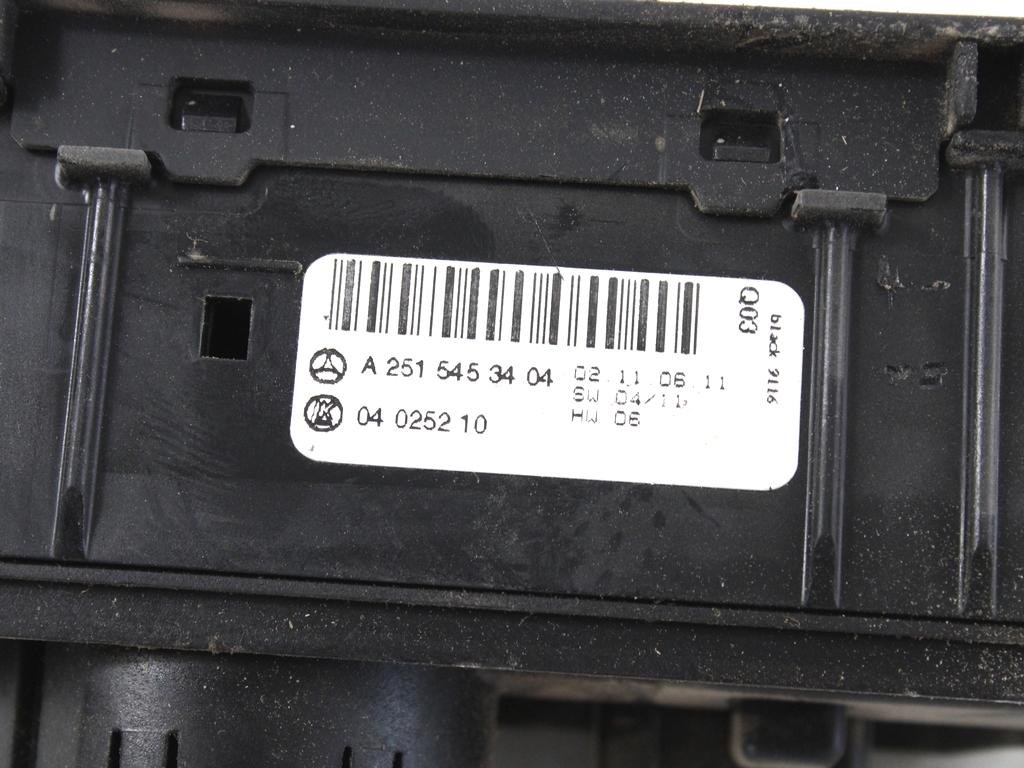 A 251 545 34 04
02.11.06.11
SW 04/11
HW 06
04 0252 10
Q03
black 9116